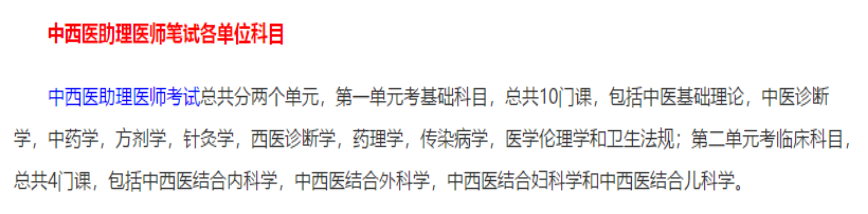 中西医助理医师笔试各单位科目
中西医助理医师考试总共分两个单元，第一单元考基础科目，总共10门课，包括中医基础理论，中医诊断
学，中药学，方剂学，针灸学，西医诊断学，药理学，传染病学，医学伦理学和卫生法规；第二单元考临床科目，
总共4门课，包括中西医结合内科学，中西医结合外科学，中西医结合妇科学和中西医结合儿科学。